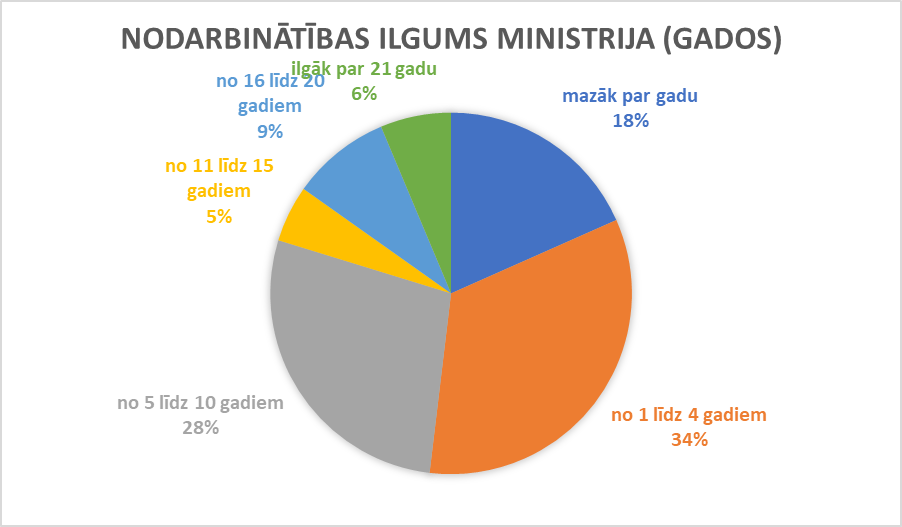 NODARBINĀTĪBAS ILGUMS MINISTRIJA (GADOS)
mazāk par gadu
18%
no 1 līdz 4 gadiem
34%
no 5 līdz 10 gadiem
28%
no 11 līdz 15
gadiem
5%
no 16 līdz 20
gadiem
9%
ilgāk par 21 gadu
6%